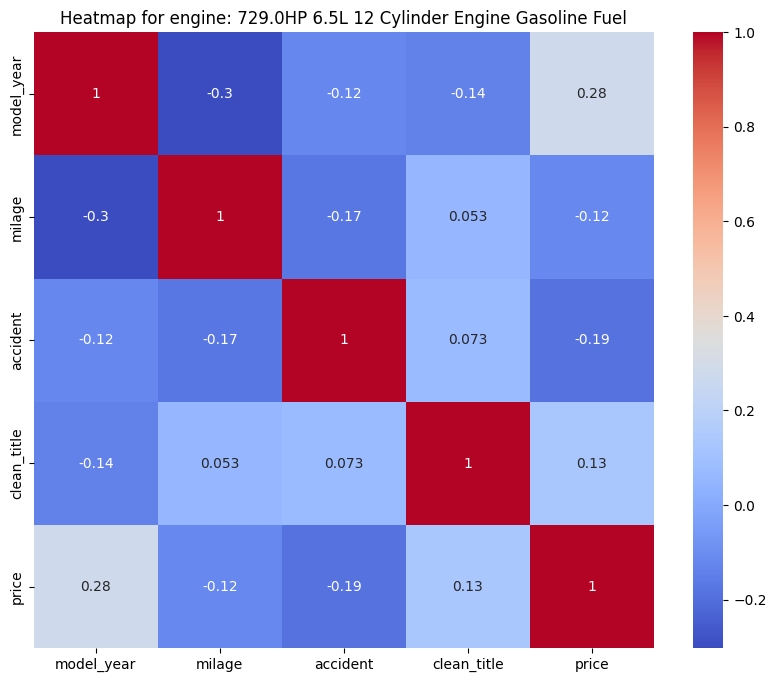 Heatmap for engine: 729.0HP 6.5L 12 Cylinder Engine Gasoline Fuel
model_year 1 -0.3 -0.12 -0.14 0.28
milage -0.3 1 -0.17 0.053 -0.12
accident -0.12 -0.17 1 0.073 -0.19
clean_title -0.14 0.053 0.073 1 0.13
price 0.28 -0.12 -0.19 0.13 1
model_year milage accident clean_title price
1.0
0.8
0.6
0.4
0.2
0.0
−0.2